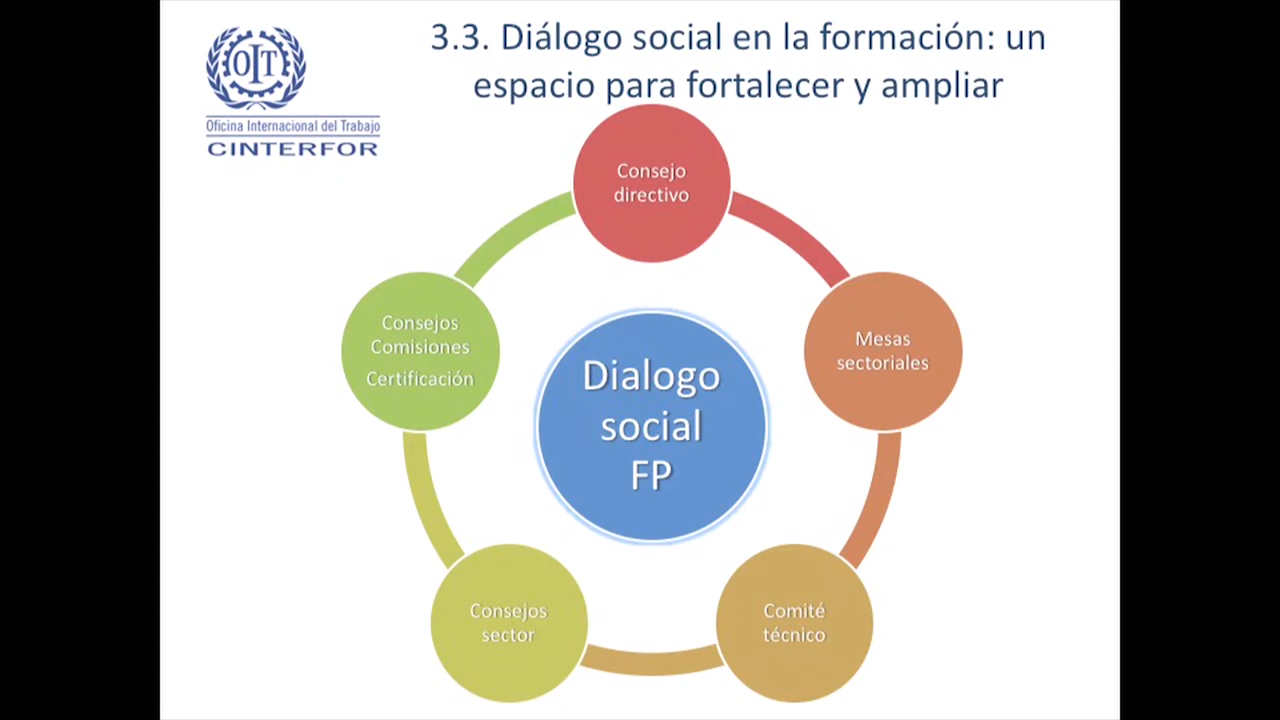 3.3. Diálogo social en la formación: un
espacio para fortalecer y ampliar
OIT
Oficina Internacional del Trabajo
CINTERFOR
Consejo
directivo
Mesas
sectoriales
Comité
técnico
Consejos
sector
Consejos
Comisiones
Certificación
Dialogo
social
FP